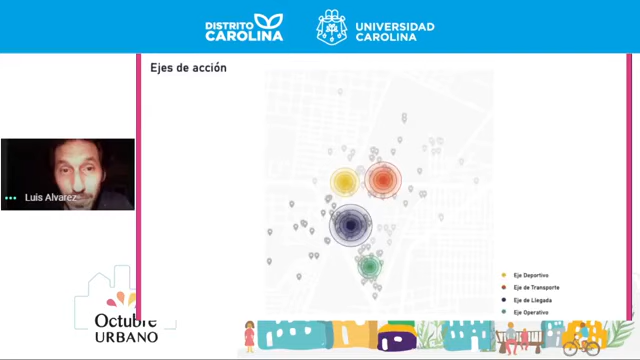 DISTRITO
CAROLINA
UNIVERSIDAD
CAROLINA
Ejes de acción
Luis Alvarez
Eje Deportivo
Eje de Transporte
Eje de Llegada
Eje Operativo
Octubre
URBANO